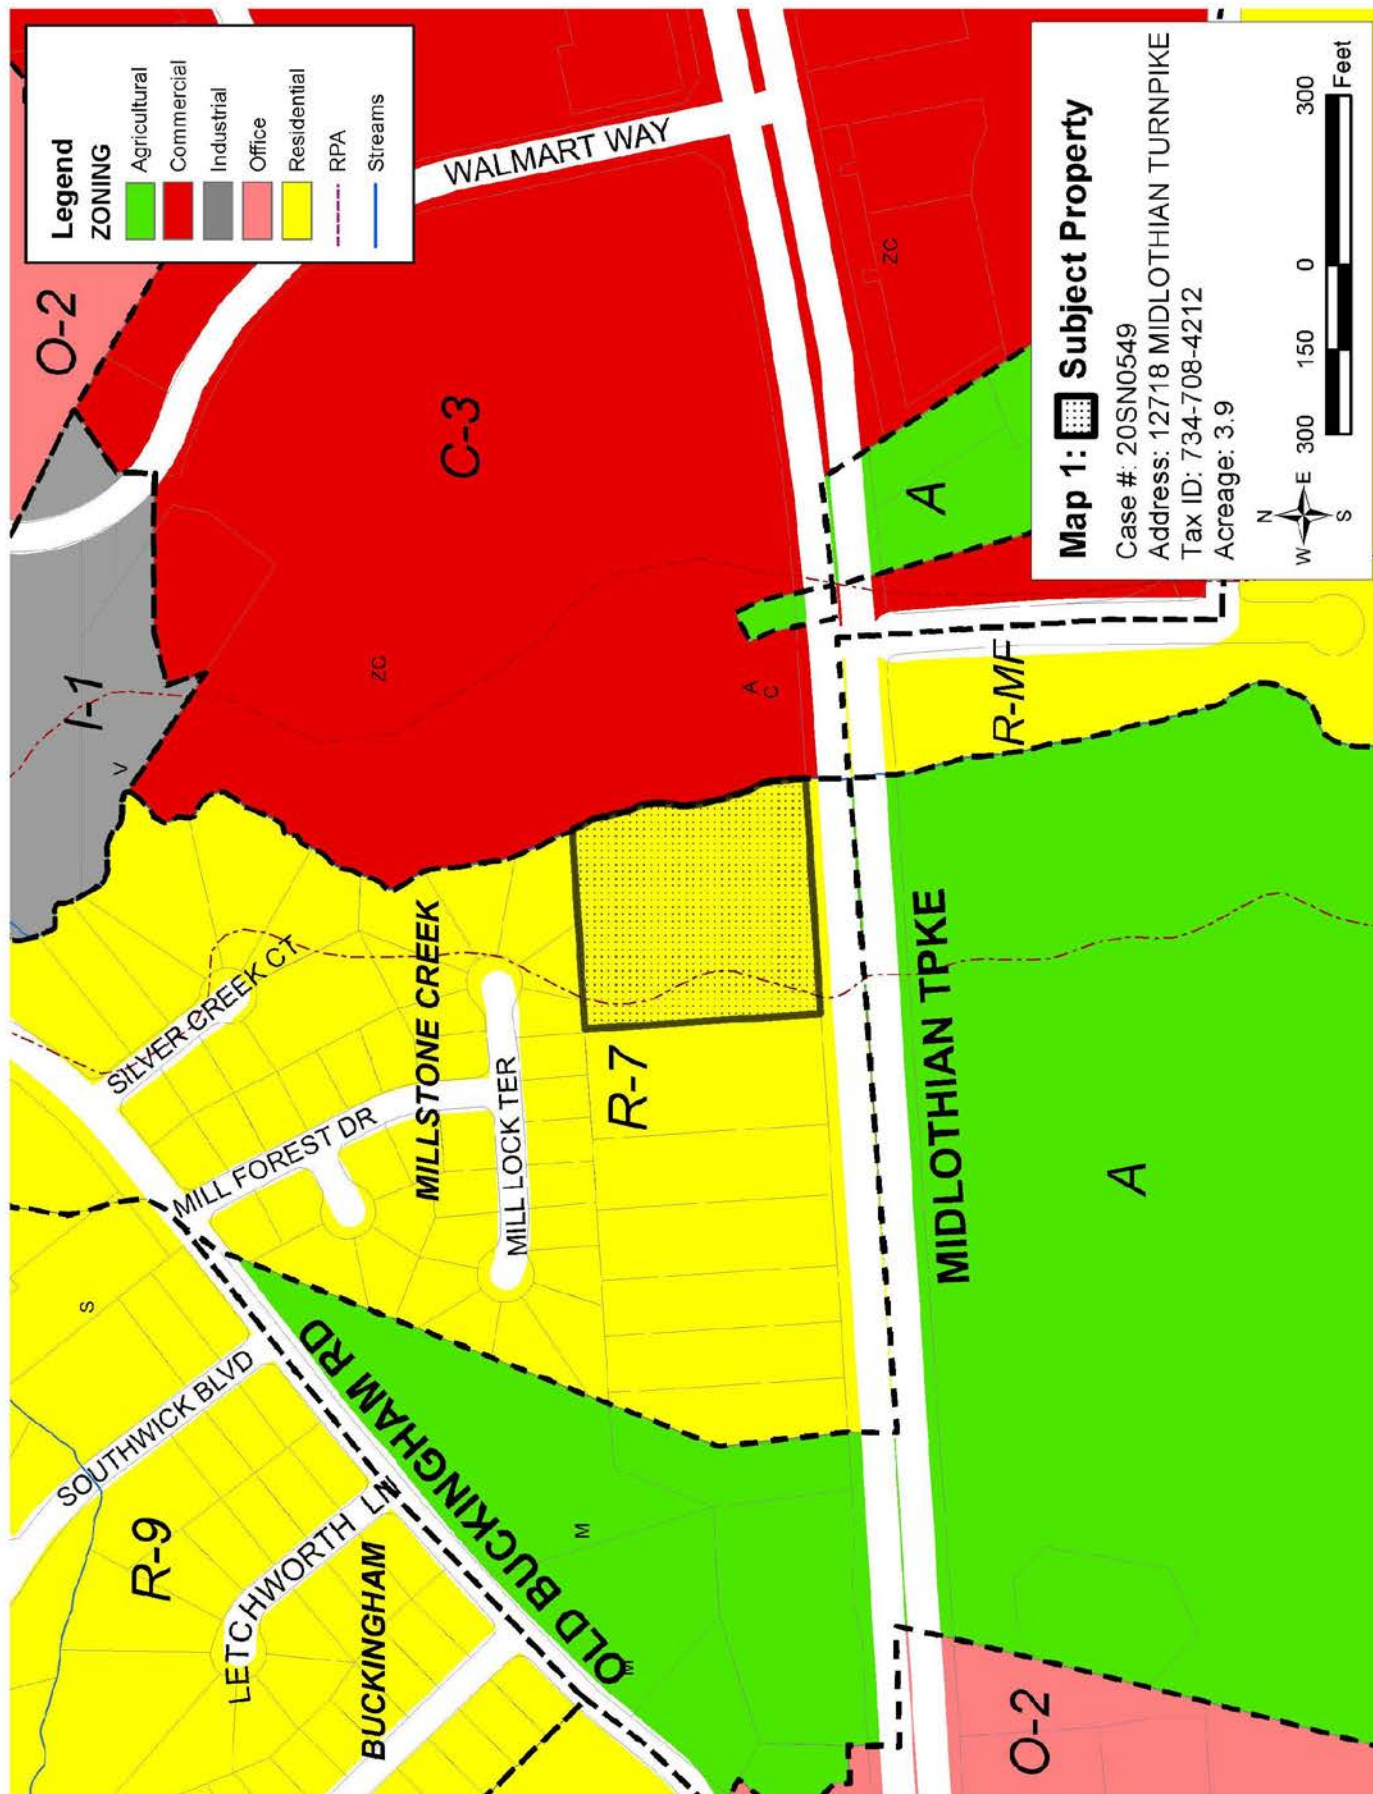 Legend
ZONING
Agricultural
Commercial
Industrial
Office
Residential
RPA
Streams
O-2
WALMART WAY
I-1
C-3
ZC
V
ZC
A
C
A
SILVER CREEK CT
MILL FOREST DR
MILLSTONE CREEK
MILL LOCK TER
R-7
R-MF
S
SOUTHWICK BLVD
R-9
LETCHWORTH LN
BUCKINGHAM
OLD BUCKINGHAM RD
M
M
MIDLOTHIAN TPKE
A
O-2
Map 1: Subject Property
Case #: 20SN0549
Address: 12718 MIDLOTHIAN TURNPIKE
Tax ID: 734-708-4212
Acreage: 3.9
N
W E
S
300 150 0 300
Feet